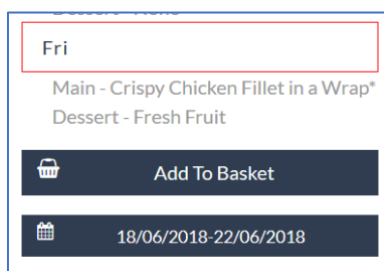 Fri
Main - Crispy Chicken Fillet in a Wrap*
Dessert - Fresh Fruit
Add To Basket
18/06/2018-22/06/2018